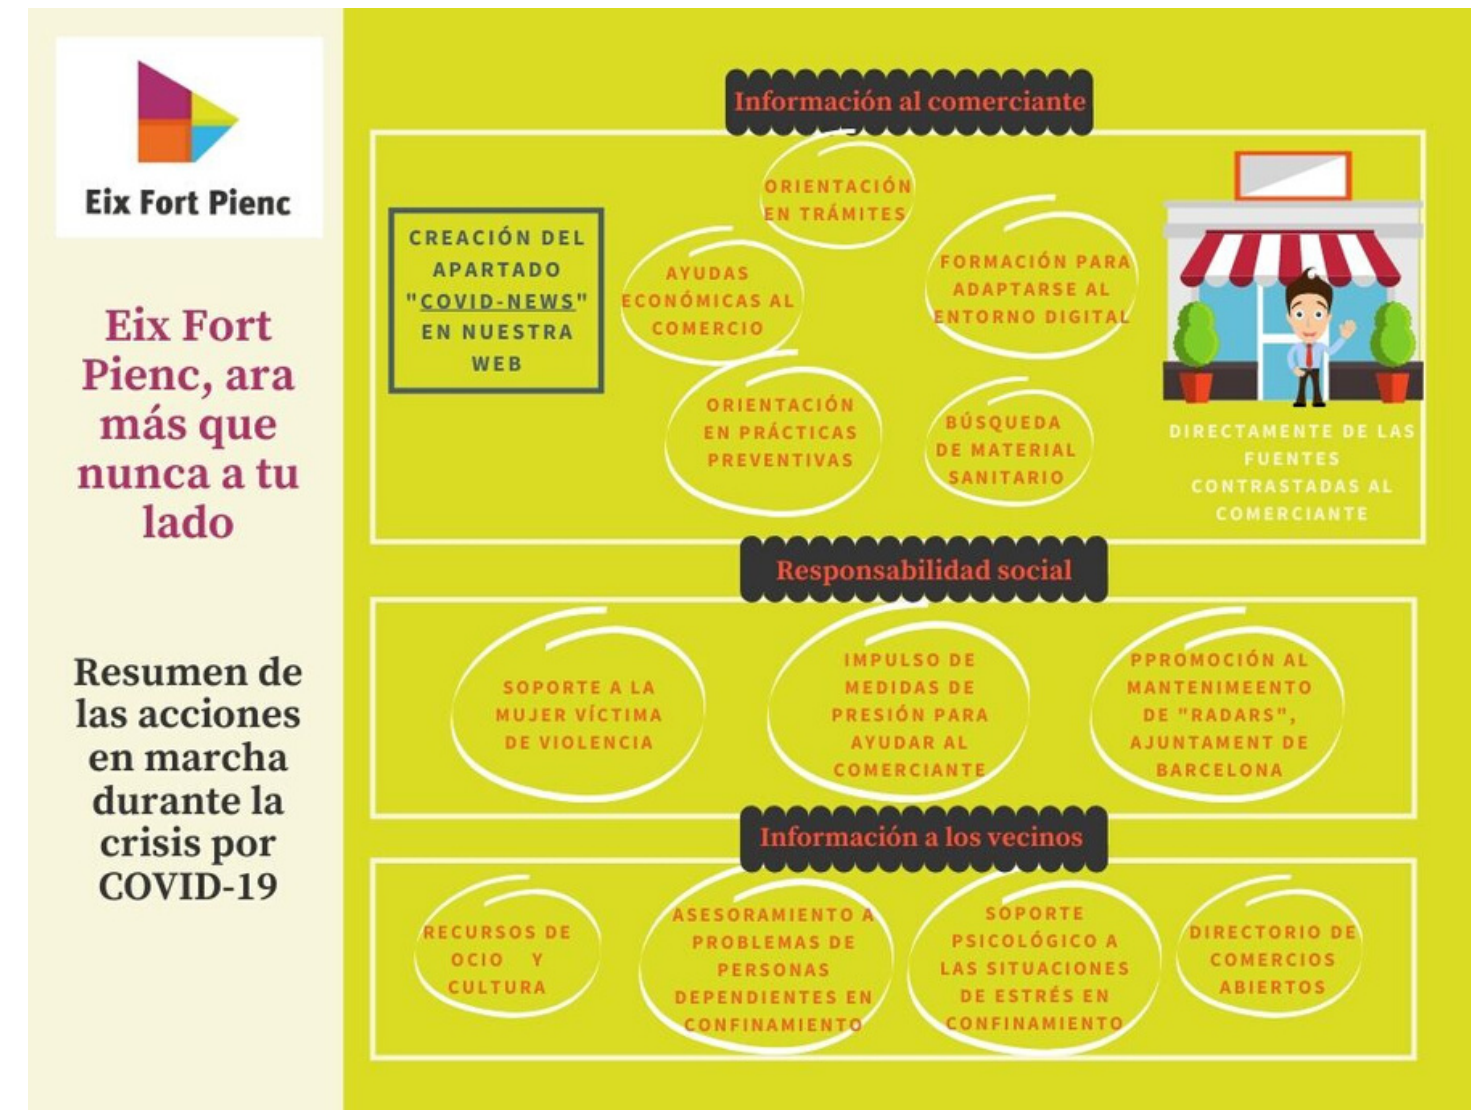 Eix Fort Pienc
Eix Fort
Pienc, ara
más que
nunca a tu
lado
Resumen de
las acciones
en marcha
durante la
crisis por
COVID-19
Información al comerciante
CREACIÓN DEL
APARTADO
"COVID-NEWS"
EN NUESTRA
WEB
ORIENTACIÓN
EN TRÁMITES
AYUDAS
ECONÓMICAS AL
COMERCIO
FORMACIÓN PARA
ADAPTARSE AL
ENTORNO DIGITAL
ORIENTACIÓN
EN PRÁCTICAS
PREVENTIVAS
BÚSQUEDA
DE MATERIAL
SANITARIO
DIRECTAMENTE DE LAS
FUENTES
CONTRASTADAS AL
COMERCIANTE
Responsabilidad social
SOPORTE A LA
MUJER VÍCTIMA
DE VIOLENCIA
IMPULSO DE
MEDIDAS DE
PRESIÓN PARA
AYUDAR AL
COMERCIANTE
PPROMOCIÓN AL
MANTENIMEENTO
DE "RADARS",
AJUNTAMENT DE
BARCELONA
Información a los vecinos
RECURSOS DE
OCIO Y
CULTURA
ASESORAMIENTO A
PROBLEMAS DE
PERSONAS
DEPENDIENTES EN
CONFINAMIENTO
SOPORTE
PSICOLÓGICO A
LAS SITUACIONES
DE ESTRÉS EN
CONFINAMIENTO
DIRECTORIO DE
COMERCIOS
ABIERTOS